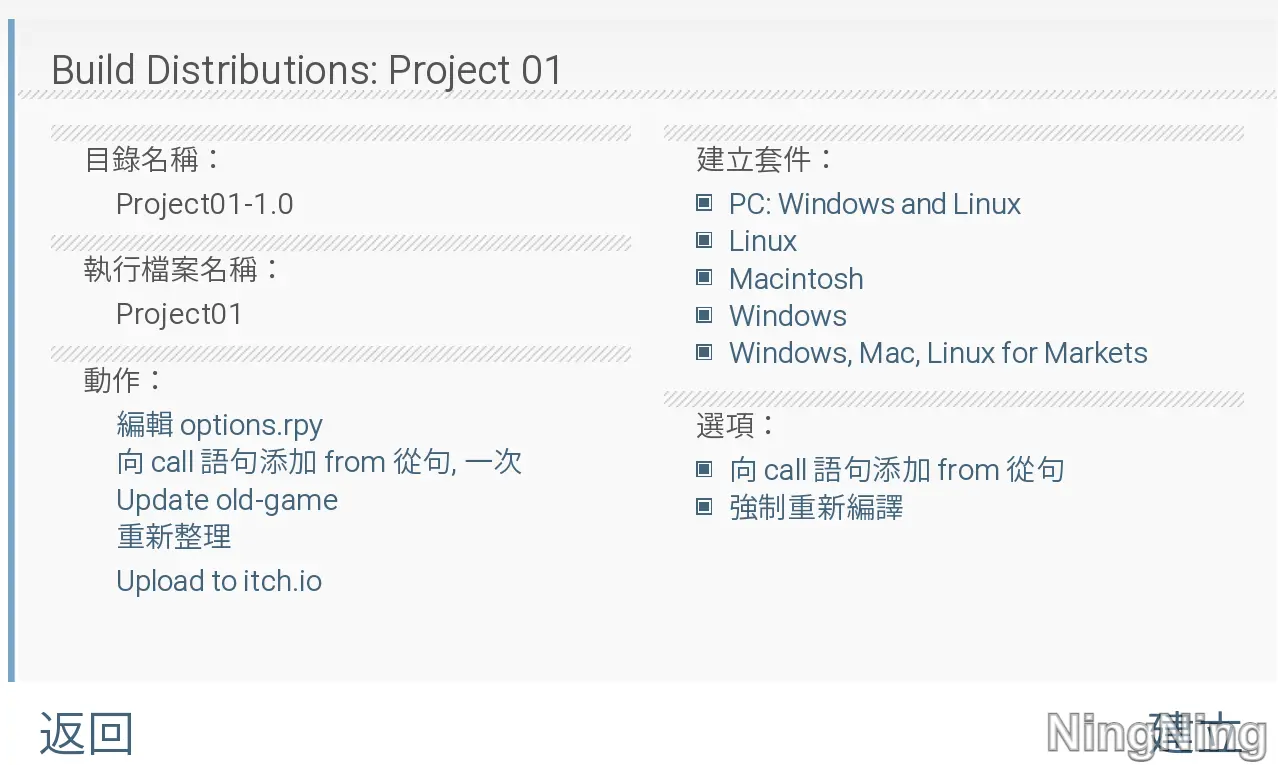 Build Distributions: Project 01
目錄名稱：
Project01-1.0
執行檔案名稱：
Project01
動作：
編輯 options.rpy
向 call 語句添加 from 從句, 一次
Update old-game
重新整理
Upload to itch.io
建立套件：
PC: Windows and Linux
Linux
Macintosh
Windows
Windows, Mac, Linux for Markets
選項：
向 call 語句添加 from 從句
強制重新編譯
返回
建立
NingNing